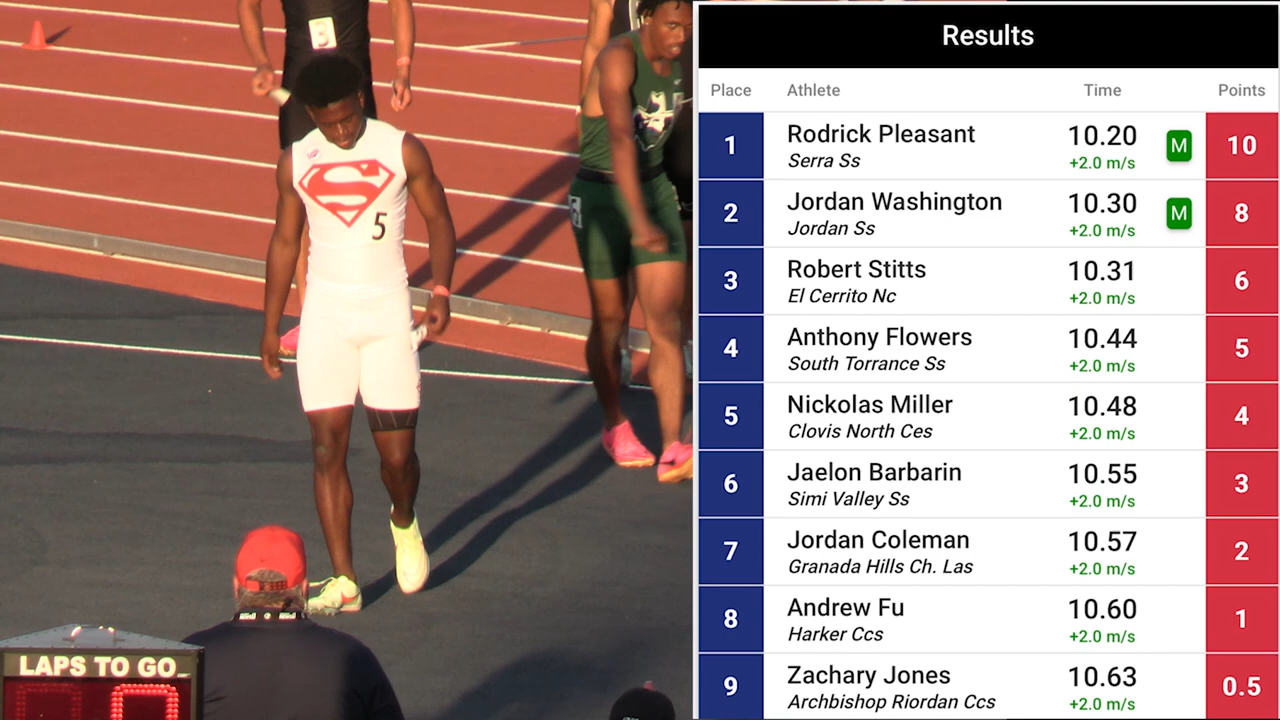 3
S
5
LAPS TO GO
Results
Place Athlete Time Points
1 Rodrick Pleasant 10.20 M 10
Serra Ss +2.0 m/s
2 Jordan Washington 10.30 M 8
Jordan Ss +2.0 m/s
3 Robert Stitts 10.31 6
El Cerrito Nc +2.0 m/s
4 Anthony Flowers 10.44 5
South Torrance Ss +2.0 m/s
5 Nickolas Miller 10.48 4
Clovis North Ces +2.0 m/s
6 Jaelon Barbarin 10.55 3
Simi Valley Ss +2.0 m/s
7 Jordan Coleman 10.57 2
Granada Hills Ch. Las +2.0 m/s
8 Andrew Fu 10.60 1
Harker Ccs +2.0 m/s
9 Zachary Jones 10.63 0.5
Archbishop Riordan Ccs +2.0 m/s